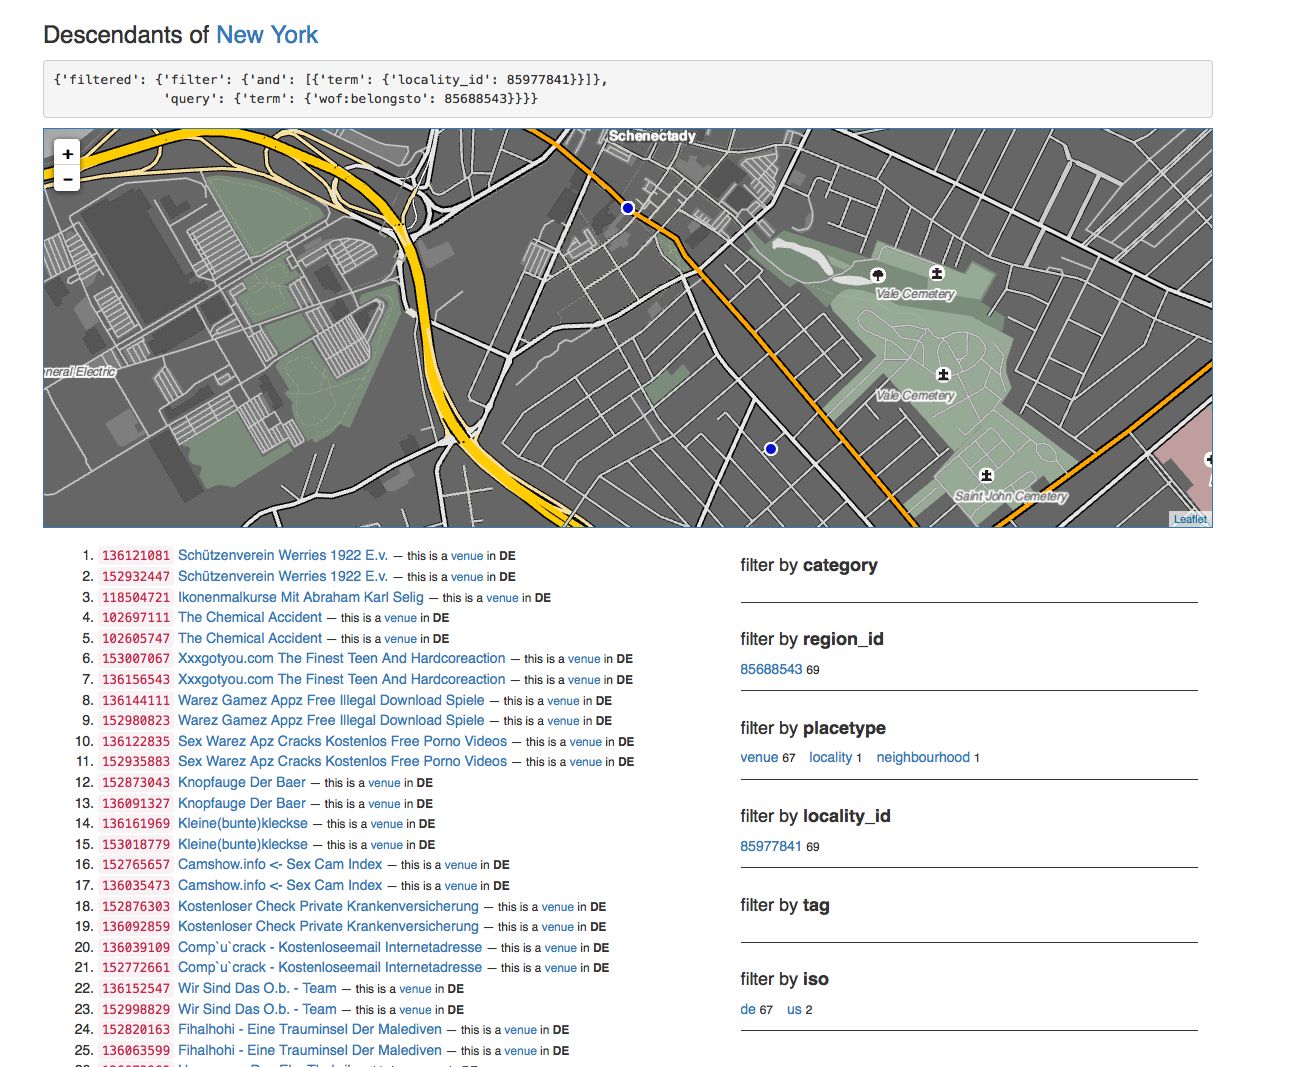 Descendants of New York
{'filtered': {'filter': {'and': [{'term': {'locality_id': 85977841}}]},
'query': {'term': {'wof:belongsto': 85688543}}}}
+
−
Schenectady
Vale Cemetery
neral Electric
Vale Cemetery
Saint John Cemetery
Leaflet
1. 136121081 Schützenverein Werries 1922 E.v. — this is a venue in DE
2. 152932447 Schützenverein Werries 1922 E.v. — this is a venue in DE
3. 118504721 Ikonenmalkurse Mit Abraham Karl Selig — this is a venue in DE
4. 102697111 The Chemical Accident — this is a venue in DE
5. 102605747 The Chemical Accident — this is a venue in DE
6. 153007067 Xxxgotyou.com The Finest Teen And Hardcoreaction — this is a venue in DE
7. 136156543 Xxxgotyou.com The Finest Teen And Hardcoreaction — this is a venue in DE
8. 136144111 Warez Gamez Appz Free Illegal Download Spiele — this is a venue in DE
9. 152980823 Warez Gamez Appz Free Illegal Download Spiele — this is a venue in DE
10. 136122835 Sex Warez Apz Cracks Kostenlos Free Porno Videos — this is a venue in DE
11. 152935883 Sex Warez Apz Cracks Kostenlos Free Porno Videos — this is a venue in DE
12. 152873043 Knopfauge Der Baer — this is a venue in DE
13. 136091327 Knopfauge Der Baer — this is a venue in DE
14. 136161969 Kleine(bunte)kleckse — this is a venue in DE
15. 153018779 Kleine(bunte)kleckse — this is a venue in DE
16. 152765657 Camshow.info <- Sex Cam Index — this is a venue in DE
17. 136035473 Camshow.info <- Sex Cam Index — this is a venue in DE
18. 152876303 Kostenloser Check Private Krankenversicherung — this is a venue in DE
19. 136092859 Kostenloser Check Private Krankenversicherung — this is a venue in DE
20. 136039109 Comp`u`crack - Kostenloseemail Internetadresse — this is a venue in DE
21. 152772661 Comp`u`crack - Kostenloseemail Internetadresse — this is a venue in DE
22. 136152547 Wir Sind Das O.b. - Team — this is a venue in DE
23. 152998829 Wir Sind Das O.b. - Team — this is a venue in DE
24. 152820163 Fihalhohi - Eine Trauminsel Der Malediven — this is a venue in DE
25. 136063599 Fihalhohi - Eine Trauminsel Der Malediven — this is a venue in DE
filter by category
filter by region_id
85688543 69
filter by placetype
venue 67 locality 1 neighbourhood 1
filter by locality_id
85977841 69
filter by tag
filter by iso
de 67 us 2